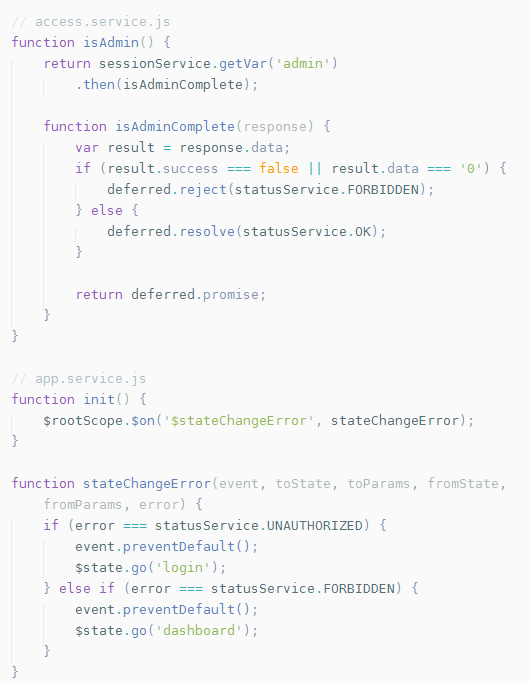 // access.service.js
function isAdmin() {
    return sessionService.getVar('admin')
        .then(isAdminComplete);

    function isAdminComplete(response) {
        var result = response.data;
        if (result.success === false || result.data === '0') {
            deferred.reject(statusService.FORBIDDEN);
        } else {
            deferred.resolve(statusService.OK);
        }

        return deferred.promise;
    }
}

// app.service.js
function init() {
    $rootScope.$on('$stateChangeError', stateChangeError);
}

function stateChangeError(event, toState, toParams, fromState,
    fromParams, error) {
    if (error === statusService.UNAUTHORIZED) {
        event.preventDefault();
        $state.go('login');
    } else if (error === statusService.FORBIDDEN) {
        event.preventDefault();
        $state.go('dashboard');
    }
}